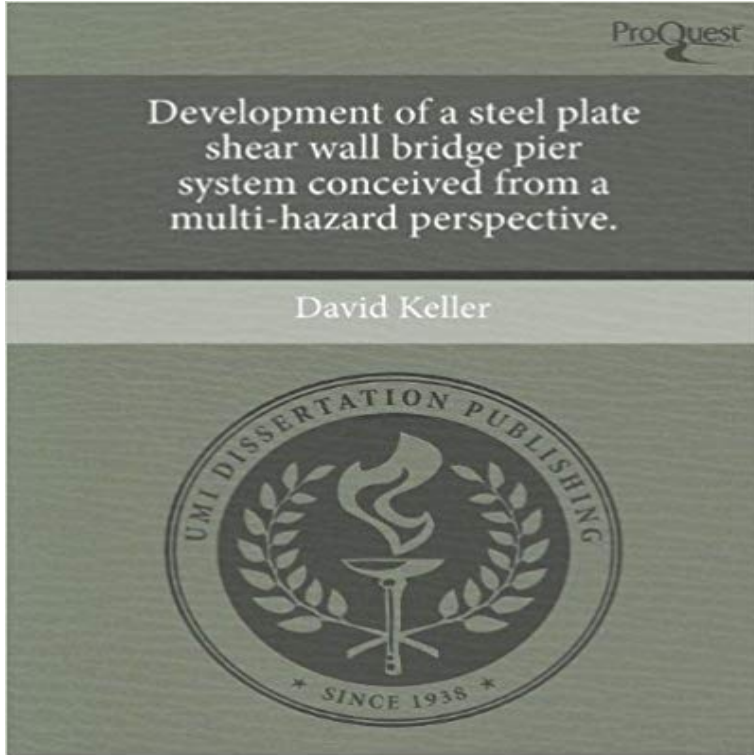 ProQuest
Development of a steel plate
shear wall bridge pier
system conceived from a
multi-hazard perspective.
David Keller
UMI DISSERTATION PUBLISHING
★ SINCE 1938 ★